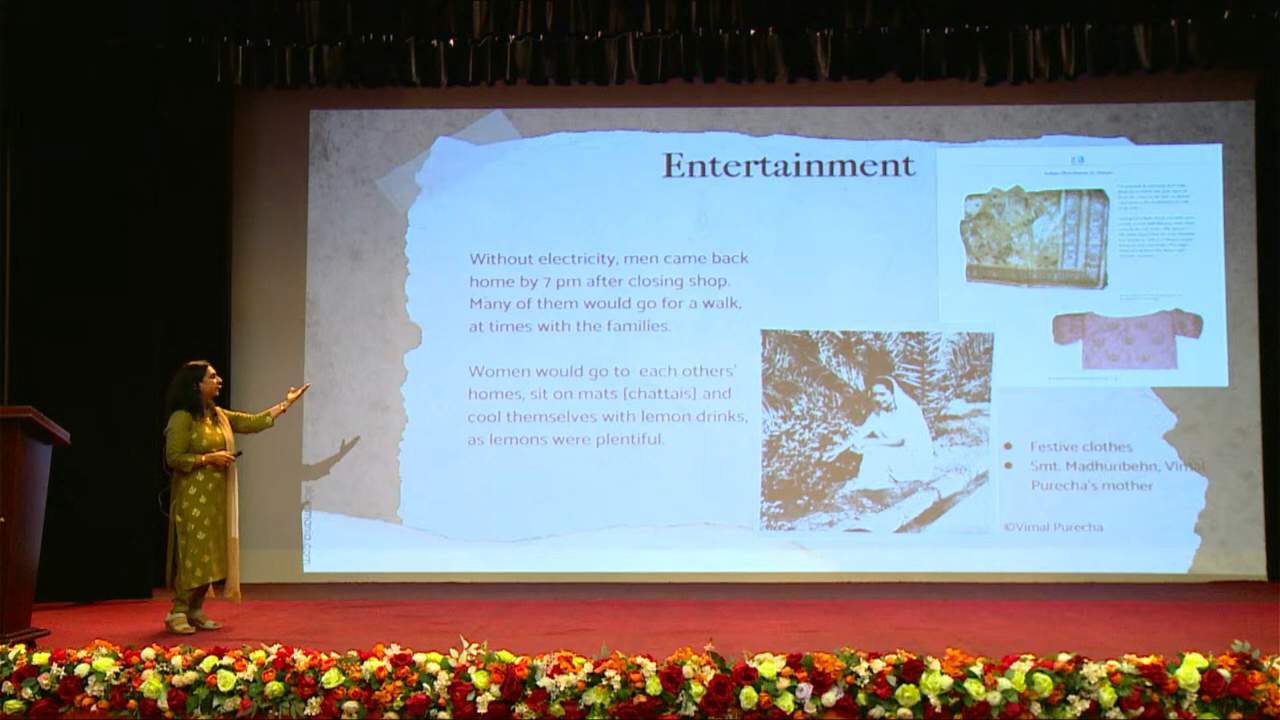 Entertainment
Without electricity, men came back
home by 7 pm after closing shop.
Many of them would go for a walk,
at times with the families.
Women would go to each others'
homes, sit on mats [chattais] and
cool themselves with lemon drinks,
as lemons were plentiful.
Festive clothes
Smt. Madhuribehn, Vimal
Purecha's mother
©Vimal Purecha